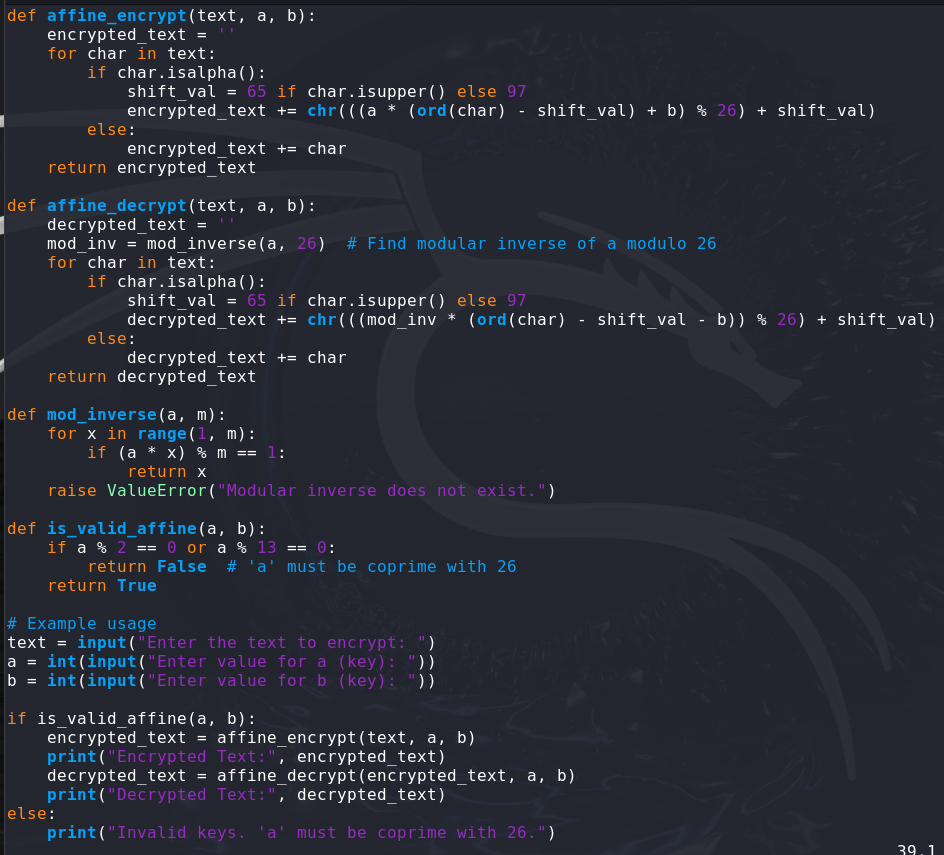 def affine_encrypt(text, a, b):
    encrypted_text = ''
    for char in text:
        if char.isalpha():
            shift_val = 65 if char.isupper() else 97
            encrypted_text += chr(((a * (ord(char) - shift_val) + b) % 26) + shift_val)
        else:
            encrypted_text += char
    return encrypted_text

def affine_decrypt(text, a, b):
    decrypted_text = ''
    mod_inv = mod_inverse(a, 26)  # Find modular inverse of a modulo 26
    for char in text:
        if char.isalpha():
            shift_val = 65 if char.isupper() else 97
            decrypted_text += chr(((mod_inv * (ord(char) - shift_val - b)) % 26) + shift_val)
        else:
            decrypted_text += char
    return decrypted_text

def mod_inverse(a, m):
    for x in range(1, m):
        if (a * x) % m == 1:
            return x
    raise ValueError("Modular inverse does not exist.")

def is_valid_affine(a, b):
    if a % 2 == 0 or a % 13 == 0:
        return False  # 'a' must be coprime with 26
    return True

# Example usage
text = input("Enter the text to encrypt: ")
a = int(input("Enter value for a (key): "))
b = int(input("Enter value for b (key): "))

if is_valid_affine(a, b):
    encrypted_text = affine_encrypt(text, a, b)
    print("Encrypted Text:", encrypted_text)
    decrypted_text = affine_decrypt(encrypted_text, a, b)
    print("Decrypted Text:", decrypted_text)
else:
    print("Invalid keys. 'a' must be coprime with 26.")
39,1